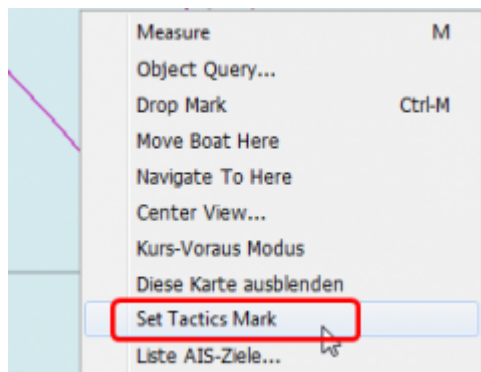 Measure M
Object Query...
Drop Mark Ctrl-M
Move Boat Here
Navigate To Here
Center View...
Kurs-Voraus Modus
Diese Karte ausblenden
Set Tactics Mark
Liste AIS-Ziele...